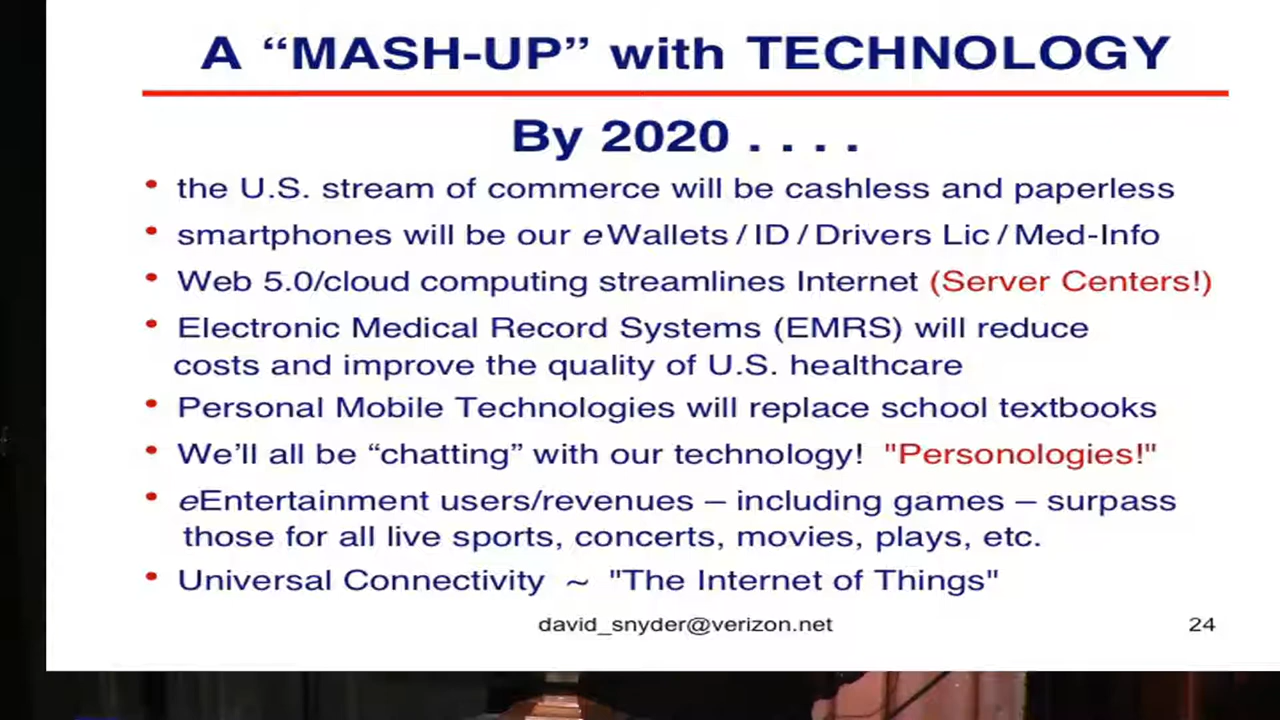 A “MASH-UP” with TECHNOLOGY
By 2020 . . . .
• the U.S. stream of commerce will be cashless and paperless
• smartphones will be our eWallets / ID / Drivers Lic / Med-Info
• Web 5.0/cloud computing streamlines Internet (Server Centers!)
• Electronic Medical Record Systems (EMRS) will reduce
costs and improve the quality of U.S. healthcare
• Personal Mobile Technologies will replace school textbooks
• We’ll all be “chatting” with our technology! "Personologies!"
• eEntertainment users/revenues – including games – surpass
those for all live sports, concerts, movies, plays, etc.
• Universal Connectivity ~ "The Internet of Things"
david_snyder@verizon.net 24